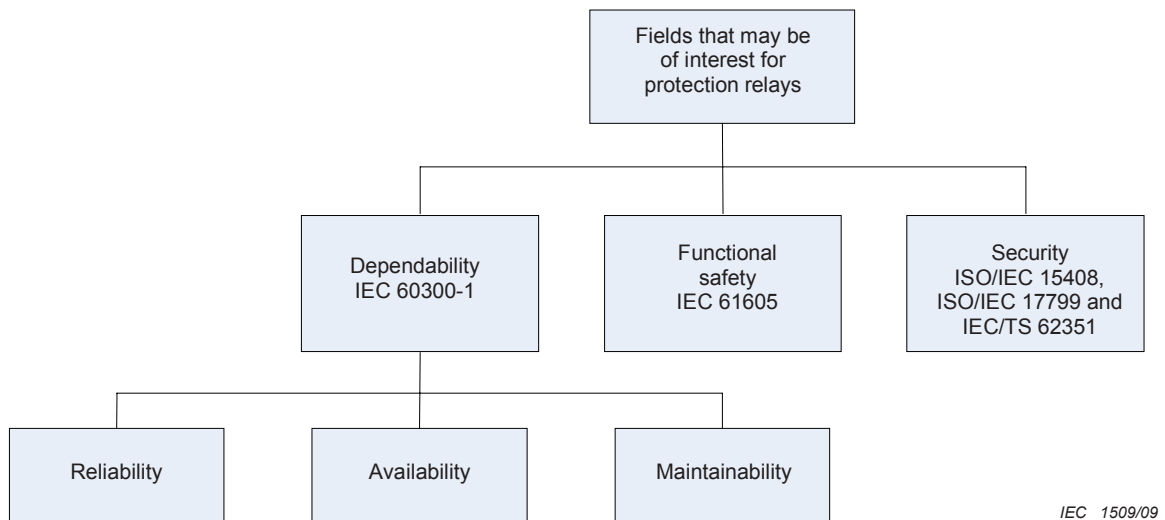 Fields that may be
of interest for
protection relays
Dependability
IEC 60300-1
Functional
safety
IEC 61605
Security
ISO/IEC 15408,
ISO/IEC 17799 and
IEC/TS 62351
Reliability
Availability
Maintainability
IEC 1509/09